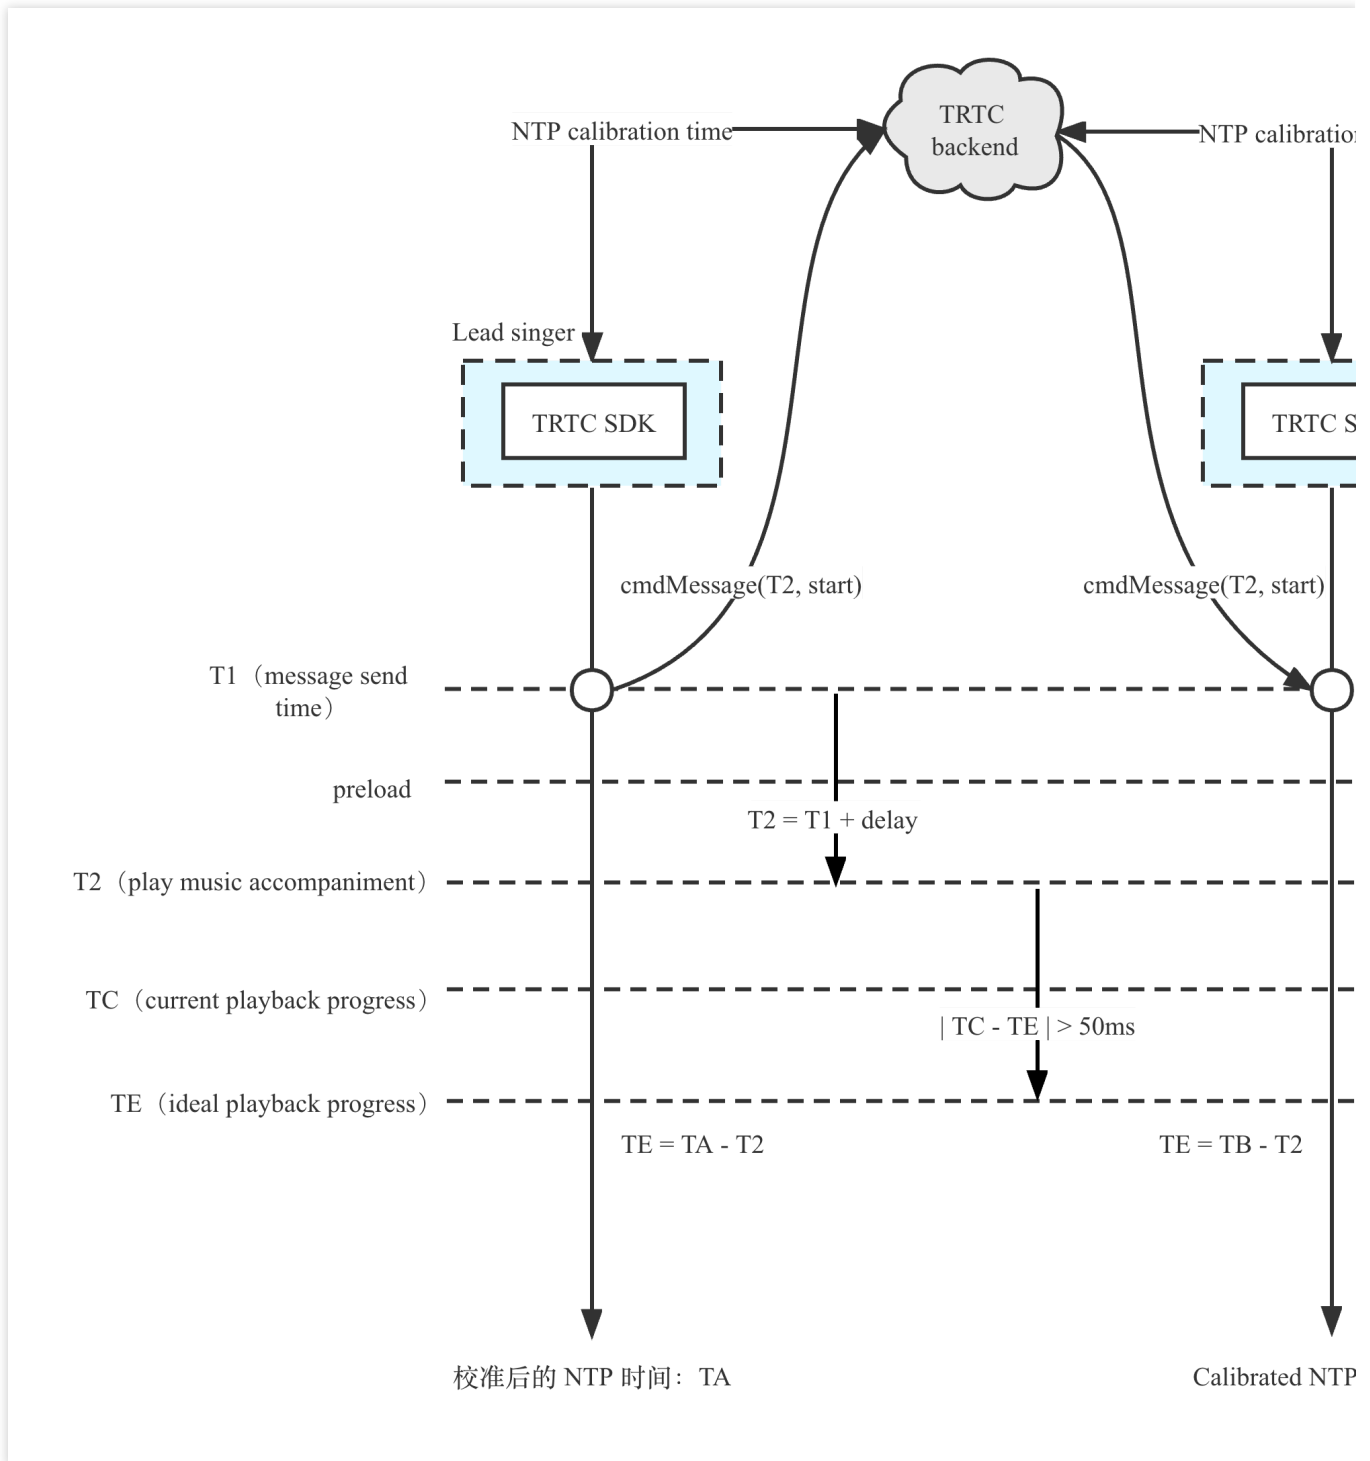 TRTC
backend
NTP calibration time
NTP calibration
Lead singer
TRTC SDK
TRTC S
cmdMessage(T2, start)
cmdMessage(T2, start)
T1（message send
time）
preload
T2 = T1 + delay
T2（play music accompaniment）
TC（current playback progress）
| TC - TE | > 50ms
TE（ideal playback progress）
TE = TA - T2
TE = TB - T2
校准后的 NTP 时间：TA
Calibrated NTP